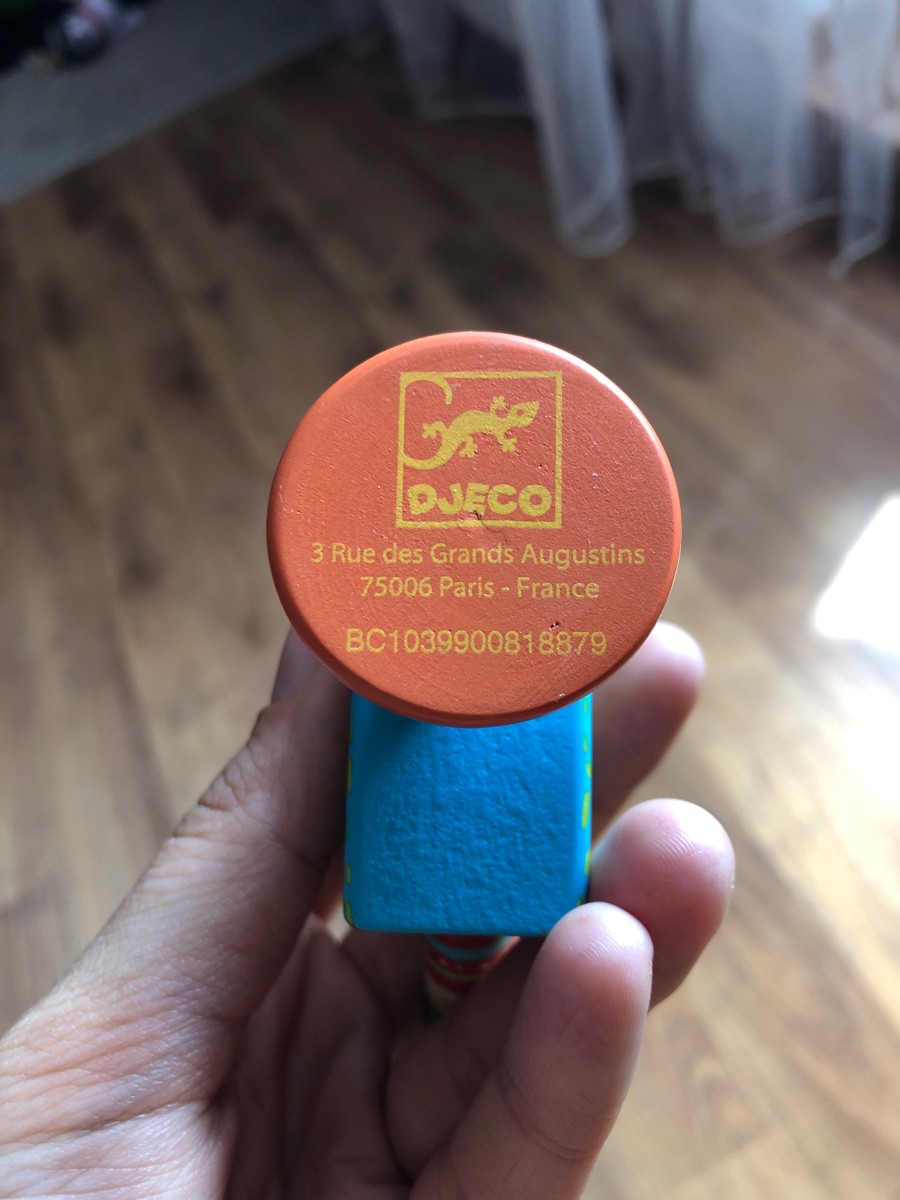 DJECO
3 Rue des Grands Augustins
75006 Paris - France
BC1039900818879